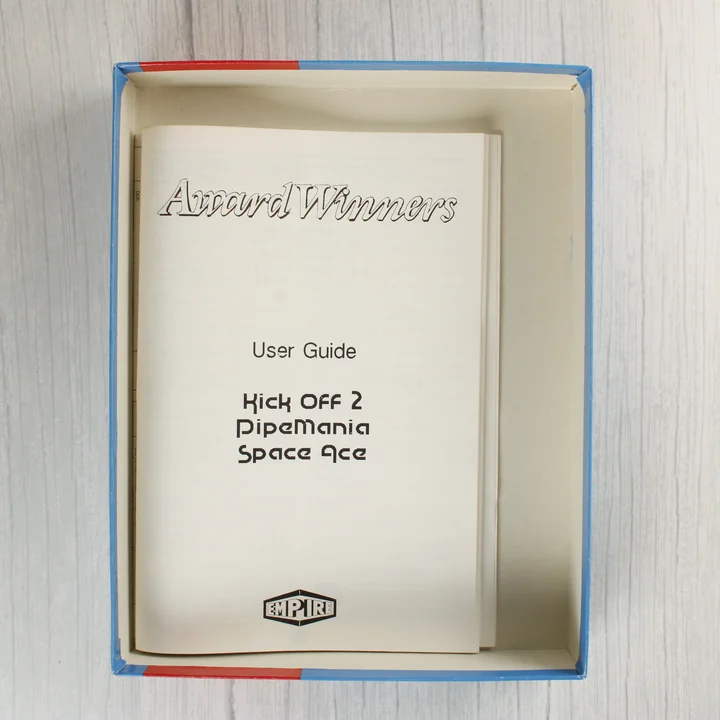 Award Winners
User Guide
Kick Off 2
PipeMania
Space Ace
EMPIRE